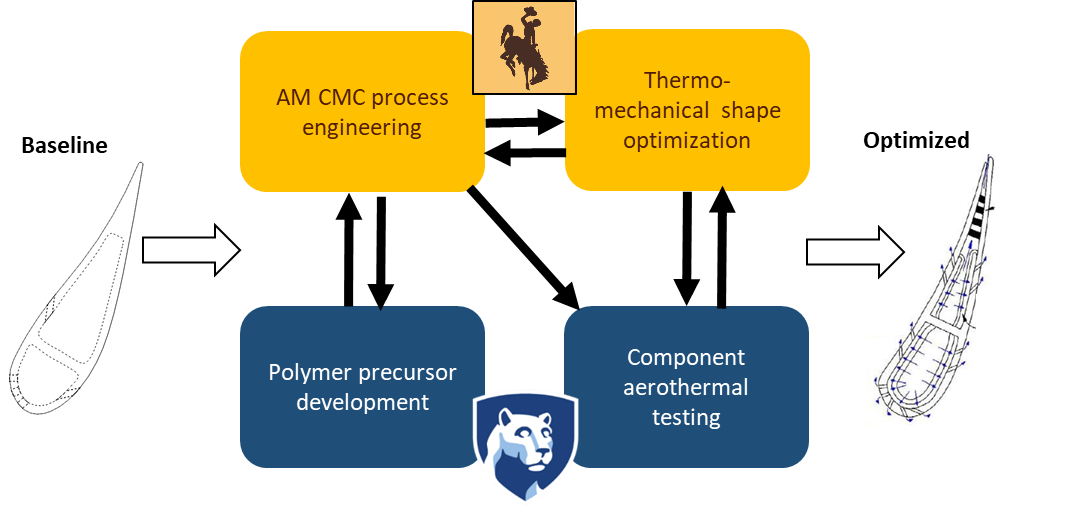 Baseline
AM CMC process
engineering
Thermo-
mechanical shape
optimization
Optimized
Polymer precursor
development
Component
aerothermal
testing